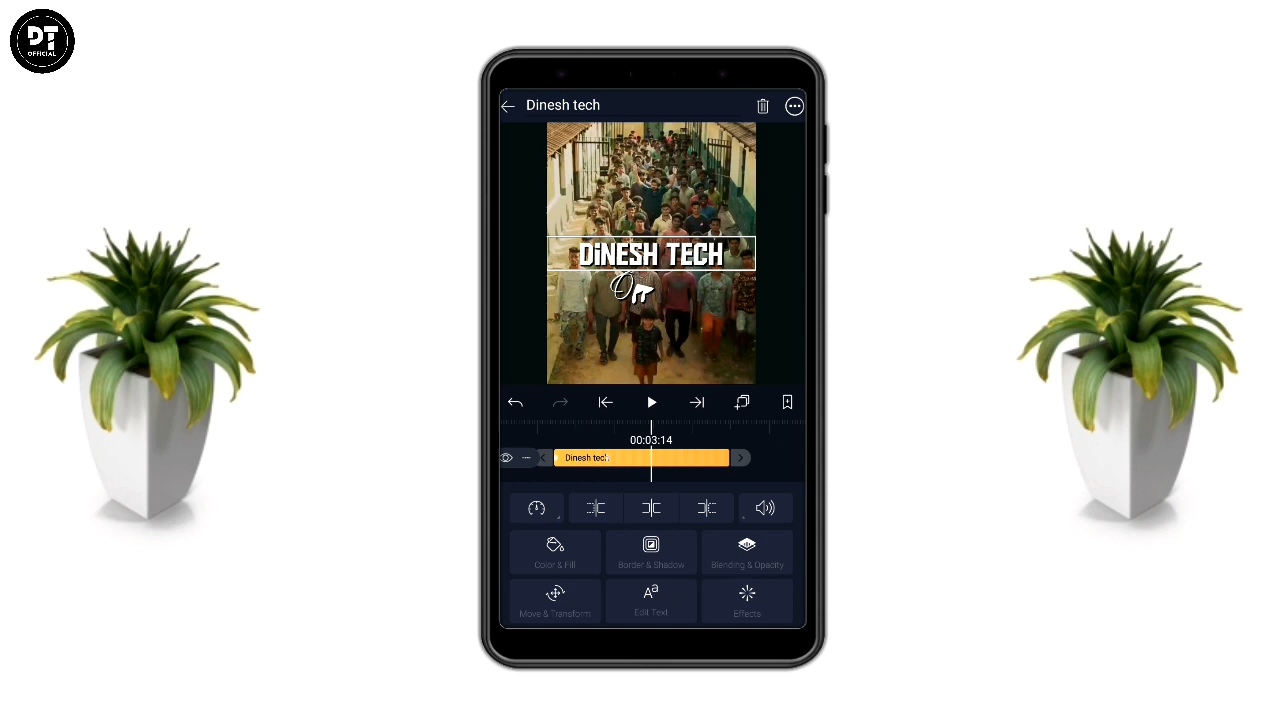 DT
OFFICIAL
Dinesh tech
DiNESH TECH
00:03:14
Dinesh tech
Color & Fill
Border & Shadow
Blending & Opacity
Move & Transform
Edit Text
Effects